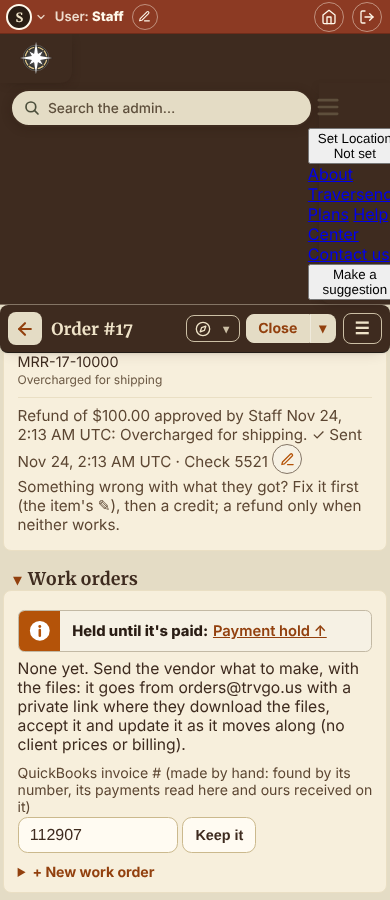 S
User: Staff
Search the admin...
Set Location
Not set
About
Plans Help
Center
Contact us
Make a
suggestion
Order #17
Close
MRR-17-10000
Overcharged for shipping
Refund of $100.00 approved by Staff Nov 24,
2:13 AM UTC: Overcharged for shipping. ✓ Sent
Nov 24, 2:13 AM UTC · Check 5521
Something wrong with what they got? Fix it first
(the item's ✎), then a credit; a refund only when
neither works.
Work orders
Held until it's paid: Payment hold ↑
None yet. Send the vendor what to make, with
the files: it goes from orders@trvgo.us with a
private link where they download the files,
accept it and update it as it moves along (no
client prices or billing).
QuickBooks invoice # (made by hand: found by its
number, its payments read here and ours received on
it)
112907
Keep it
+ New work order